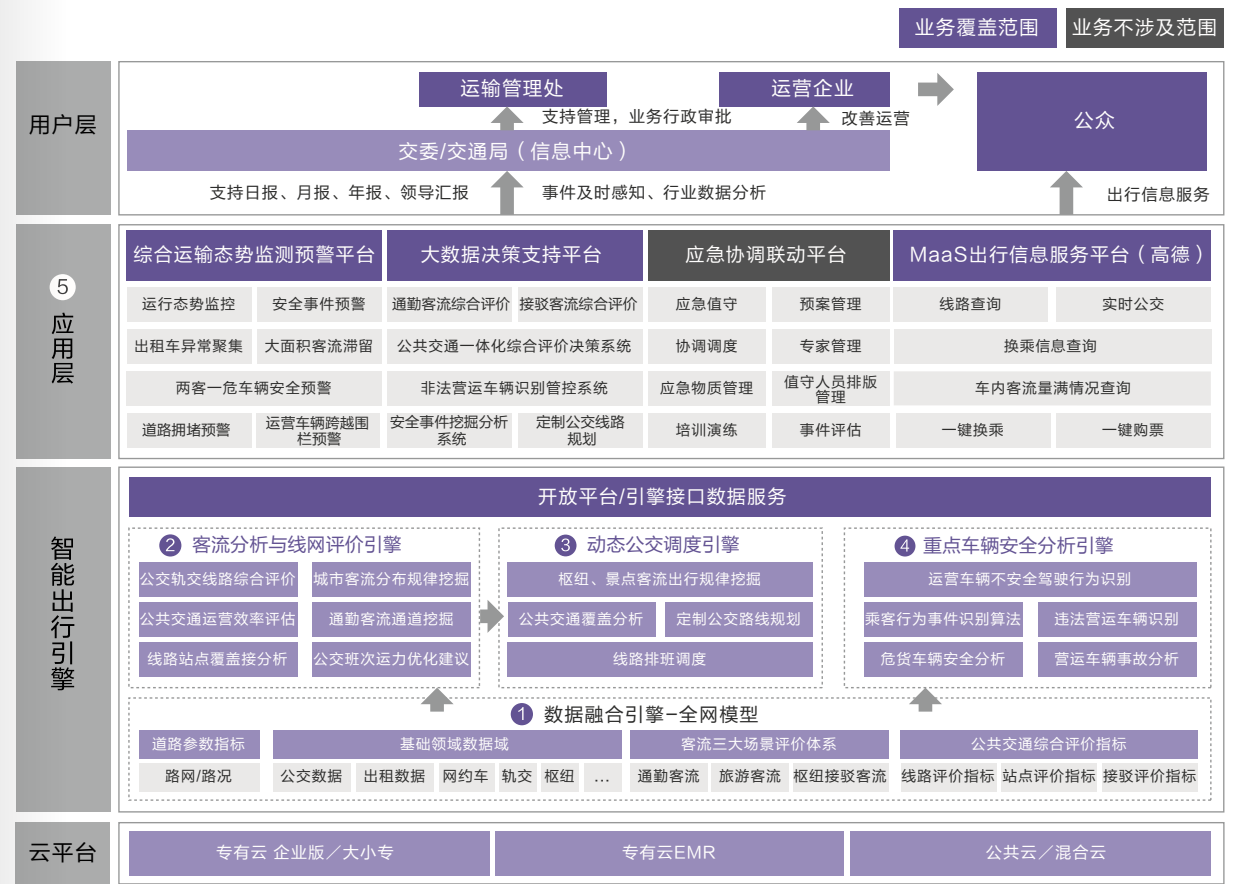 业务覆盖范围
业务不涉及范围
用户层
运输管理处
运营企业
公众
支持管理，业务行政审批
改善运营
交委/交通局（信息中心）
支持日报、月报、年报、领导汇报
事件及时感知、行业数据分析
出行信息服务
5
应用层
综合运输态势监测预警平台
大数据决策支持平台
应急协调联动平台
MaaS出行信息服务平台（高德）
运行态势监控
安全事件预警
通勤客流综合评价
接驳客流综合评价
应急值守
预案管理
线路查询
实时公交
出租车异常聚集
大面积客流滞留
公共交通一体化综合评价决策系统
协调调度
专家管理
换乘信息查询
两客一危车辆安全预警
非法营运车辆识别管控系统
应急物质管理
值守人员排版
管理
车内客流量满情况查询
道路拥堵预警
运营车辆跨越围
栏预警
安全事件挖掘分析
系统
定制公交线路
规划
培训演练
事件评估
一键换乘
一键购票
智能出行引擎
开放平台/引擎接口数据服务
2 客流分析与线网评价引擎
3 动态公交调度引擎
4 重点车辆安全分析引擎
公交轨交线路综合评价
城市客流分布规律挖掘
枢纽、景点客流出行规律挖掘
运营车辆不安全驾驶行为识别
公共交通运营效率评估
通勤客流通道挖掘
公共交通覆盖分析
定制公交路线规划
乘客行为事件识别算法
违法营运车辆识别
线路站点覆盖接分析
公交班次运力优化建议
线路排班调度
危货车辆安全分析
营运车辆事故分析
1 数据融合引擎-全网模型
道路参数指标
基础领域数据域
客流三大场景评价体系
公共交通综合评价指标
路网/路况
公交数据
出租数据
网约车
轨交
枢纽
...
通勤客流
旅游客流
枢纽接驳客流
线路评价指标
站点评价指标
接驳评价指标
云平台
专有云 企业版／大小专
专有云EMR
公共云／混合云